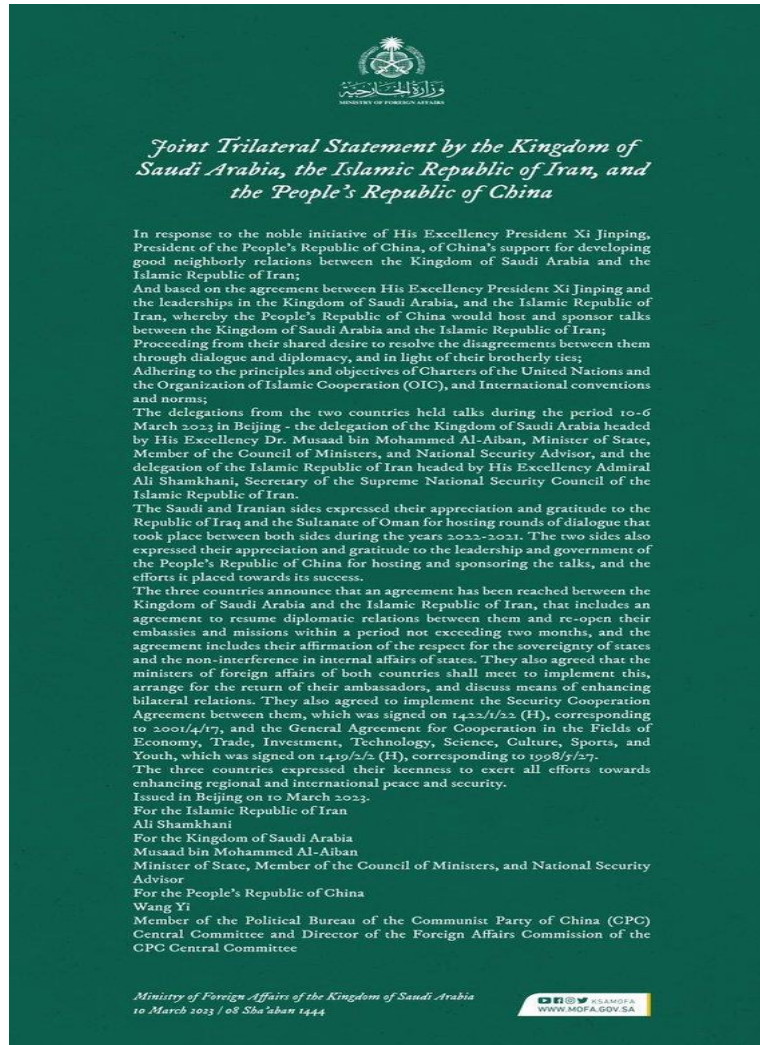 وزارة الخارجية
MINISTRY OF FOREIGN AFFAIRS
Joint Trilateral Statement by the Kingdom of
Saudi Arabia, the Islamic Republic of Iran, and
the People's Republic of China
In response to the noble initiative of His Excellency President Xi Jinping,
President of the People's Republic of China, of China's support for developing
good neighborly relations between the Kingdom of Saudi Arabia and the
Islamic Republic of Iran;
And based on the agreement between His Excellency President Xi Jinping and
the leaderships in the Kingdom of Saudi Arabia, and the Islamic Republic of
Iran, whereby the People's Republic of China would host and sponsor talks
between the Kingdom of Saudi Arabia and the Islamic Republic of Iran;
Proceeding from their shared desire to resolve the disagreements between them
through dialogue and diplomacy, and in light of their brotherly ties;
Adhering to the principles and objectives of Charters of the United Nations and
the Organization of Islamic Cooperation (OIC), and International conventions
and norms;
The delegations from the two countries held talks during the period 10-6
March 2023 in Beijing - the delegation of the Kingdom of Saudi Arabia headed
by His Excellency Dr. Musaad bin Mohammed Al-Aiban, Minister of State,
Member of the Council of Ministers, and National Security Advisor, and the
delegation of the Islamic Republic of Iran headed by His Excellency Admiral
Ali Shamkhani, Secretary of the Supreme National Security Council of the
Islamic Republic of Iran.
The Saudi and Iranian sides expressed their appreciation and gratitude to the
Republic of Iraq and the Sultanate of Oman for hosting rounds of dialogue that
took place between both sides during the years 2022-2021. The two sides also
expressed their appreciation and gratitude to the leadership and government of
the People's Republic of China for hosting and sponsoring the talks, and the
efforts it placed towards its success.
The three countries announce that an agreement has been reached between the
Kingdom of Saudi Arabia and the Islamic Republic of Iran, that includes an
agreement to resume diplomatic relations between them and re-open their
embassies and missions within a period not exceeding two months, and the
agreement includes their affirmation of the respect for the sovereignty of states
and the non-interference in internal affairs of states. They also agreed that the
ministers of foreign affairs of both countries shall meet to implement this,
arrange for the return of their ambassadors, and discuss means of enhancing
bilateral relations. They also agreed to implement the Security Cooperation
Agreement between them, which was signed on 1422/1/22 (H), corresponding
to 2001/4/17, and the General Agreement for Cooperation in the Fields of
Economy, Trade, Investment, Technology, Science, Culture, Sports, and
Youth, which was signed on 1419/2/2 (H), corresponding to 1998/5/27.
The three countries expressed their keenness to exert all efforts towards
enhancing regional and international peace and security.
Issued in Beijing on 10 March 2023.
For the Islamic Republic of Iran
Ali Shamkhani
For the Kingdom of Saudi Arabia
Musaad bin Mohammed Al-Aiban
Minister of State, Member of the Council of Ministers, and National Security
Advisor
For the People's Republic of China
Wang Yi
Member of the Political Bureau of the Communist Party of China (CPC)
Central Committee and Director of the Foreign Affairs Commission of the
CPC Central Committee
Ministry of Foreign Affairs of the Kingdom of Saudi Arabia
10 March 2023 / 08 Sha'aban 1444
KSAMOFA
WWW.MOFA.GOV.SA